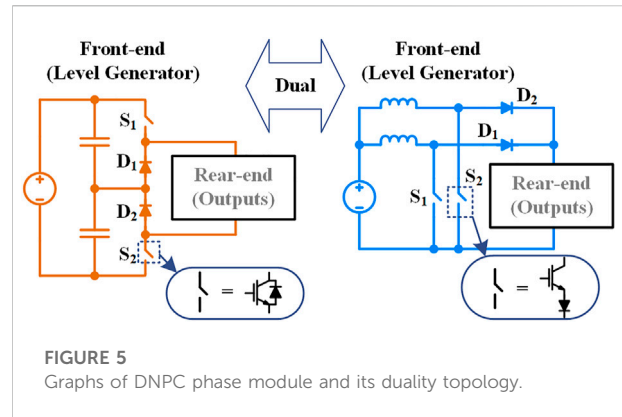 Front-end
(Level Generator)
S1
D1
D2
S2
Rear-end
(Outputs)
=
Dual
Front-end
(Level Generator)
D2
D1
S1
S2
Rear-end
(Outputs)
=
FIGURE 5
Graphs of DNPC phase module and its duality topology.